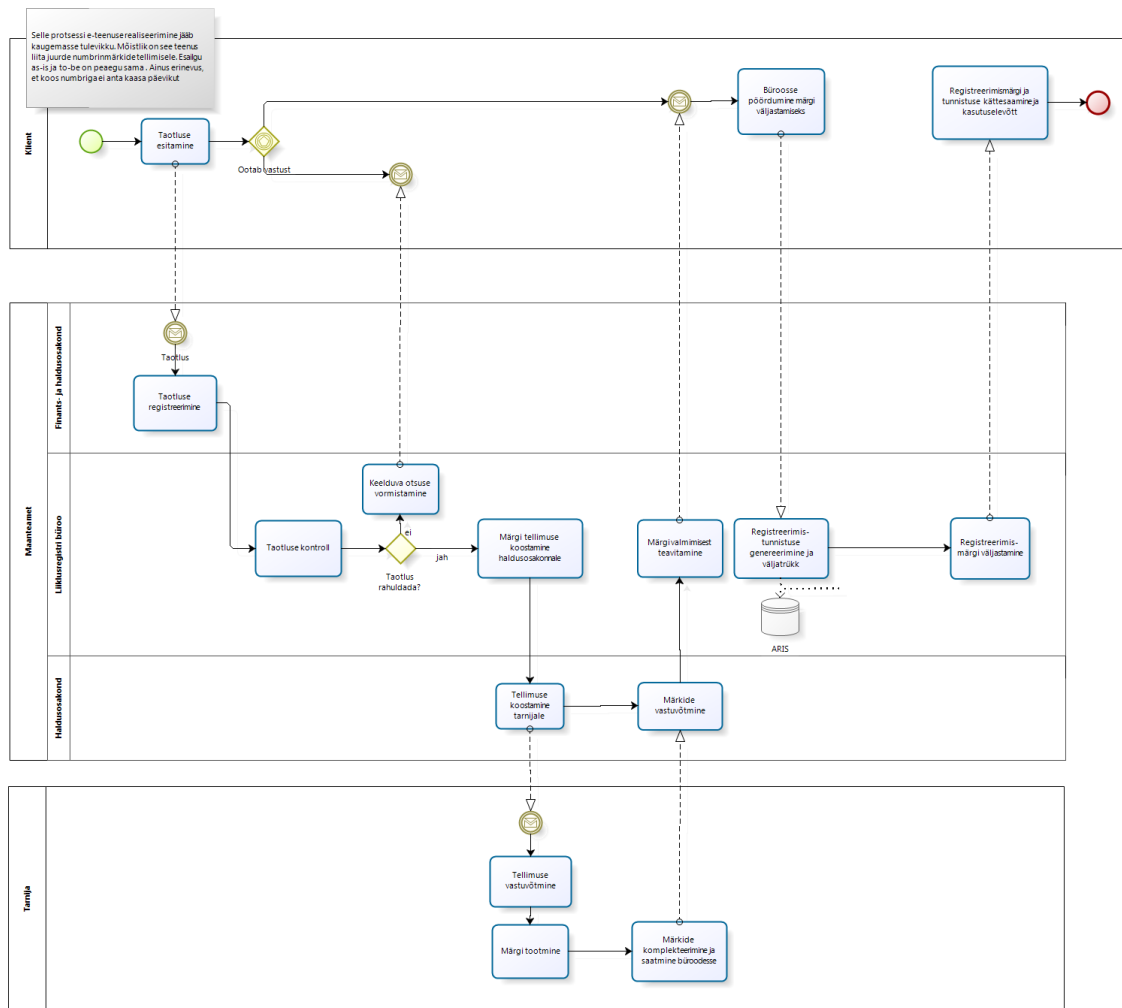 Selle protsessi e-teenuse realiseerimine jääb
kaugemasse tulevikku. Mõistlik on see teenus
liita juurde numbrinmärkide tellimisele. Esailgu
as-is ja to-be on peaegu sama . Ainus erinevus,
et koos numbriga ei anta kaasa päevikut
Klient
Taotluse
esitamine
Ootab vastust
Büroosse
pöördumine märgi
väljastamiseks
Registreerimismärgi ja
tunnistuse kättesaamine ja
kasutuselevõtt
Maanteamet
Finants- ja haldusosakond
Taotlus
Taotluse
registreerimine
Liiklusregistri büroo
Keelduva otsuse
vormistamine
ei
Taotluse kontroll
jah
Taotlus
rahuldada?
Märgi tellimuse
koostamine
haldusosakonnale
Märgi valmimisest
teavitamine
Registreerimis-
tunnistuse
genereerimine ja
väljatrükk
Registreerimis-
märgi väljastamine
ARIS
Haldusosakond
Tellimuse
koostamine
tarnijale
Märkide
vastuvõtmine
Tarnija
Tellimuse
vastuvõtmine
Märgi tootmine
Märkide
komplekteerimine ja
saatmine büroodesse